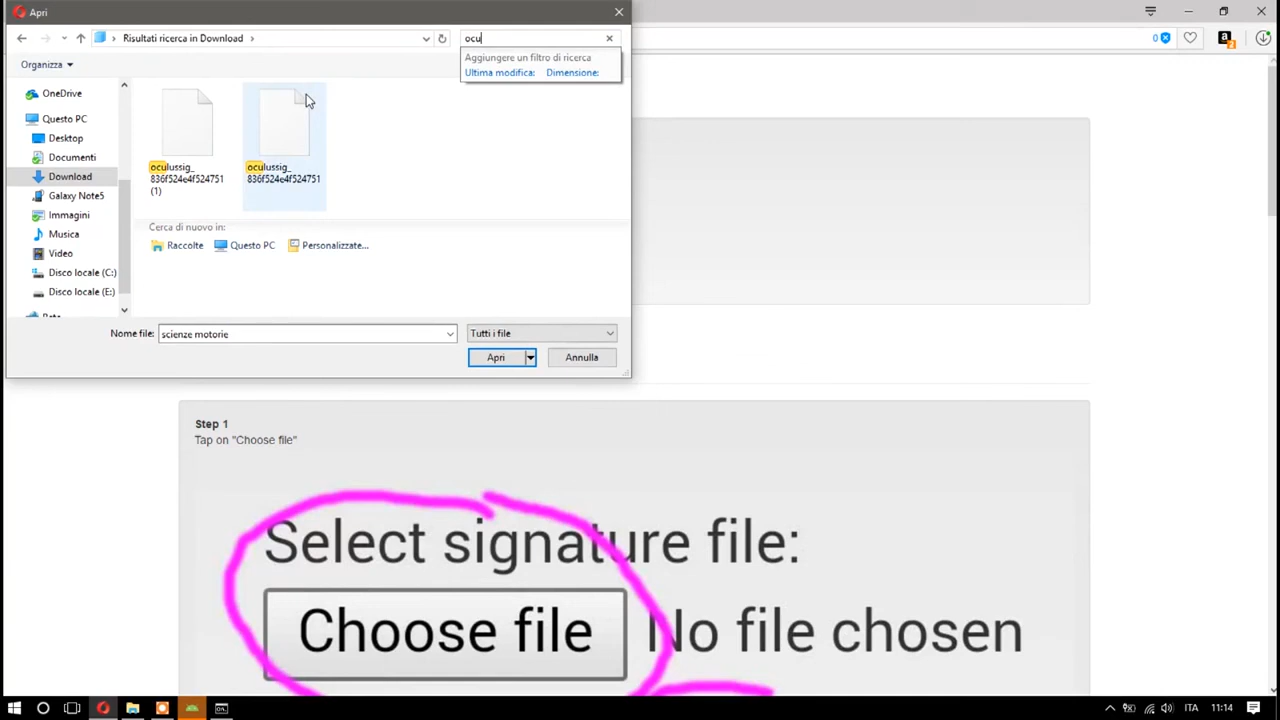 Apri
Risultati ricerca in Download
ocu
Aggiungere un filtro di ricerca
Ultima modifica: Dimensione:
Organizza
OneDrive
Questo PC
Desktop
Documenti
Download
Galaxy Note5
Immagini
Musica
Video
Disco locale (C:)
Disco locale (E:)
oculussig_
836f524e4f524751
(1)
oculussig_
836f524e4f524751
Cerca di nuovo in:
Raccolte Questo PC Personalizzate...
Nome file: scienze motorie Tutti i file
Apri Annulla
0
2
Step 1
Tap on "Choose file"
Select signature file:
Choose file No file chosen
ITA 11:14